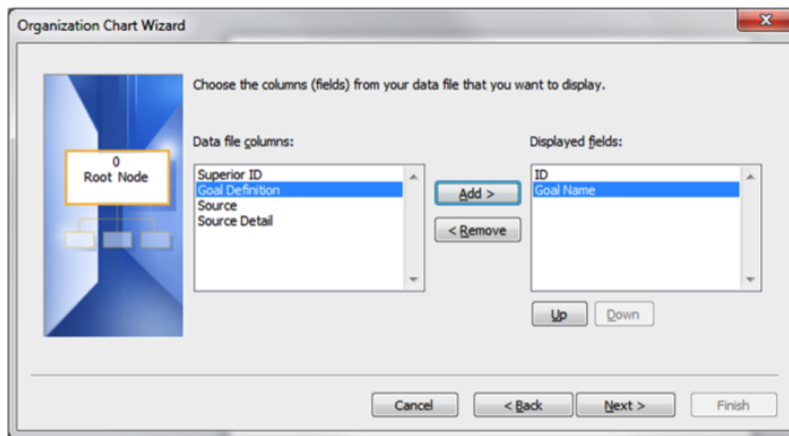 Organization Chart Wizard
Choose the columns (fields) from your data file that you want to display.
0
Root Node
Data file columns:
Superior ID
Goal Definition
Source
Source Detail
Add >
< Remove
Displayed fields:
ID
Goal Name
Up
Down
Cancel
< Back
Next >
Finish